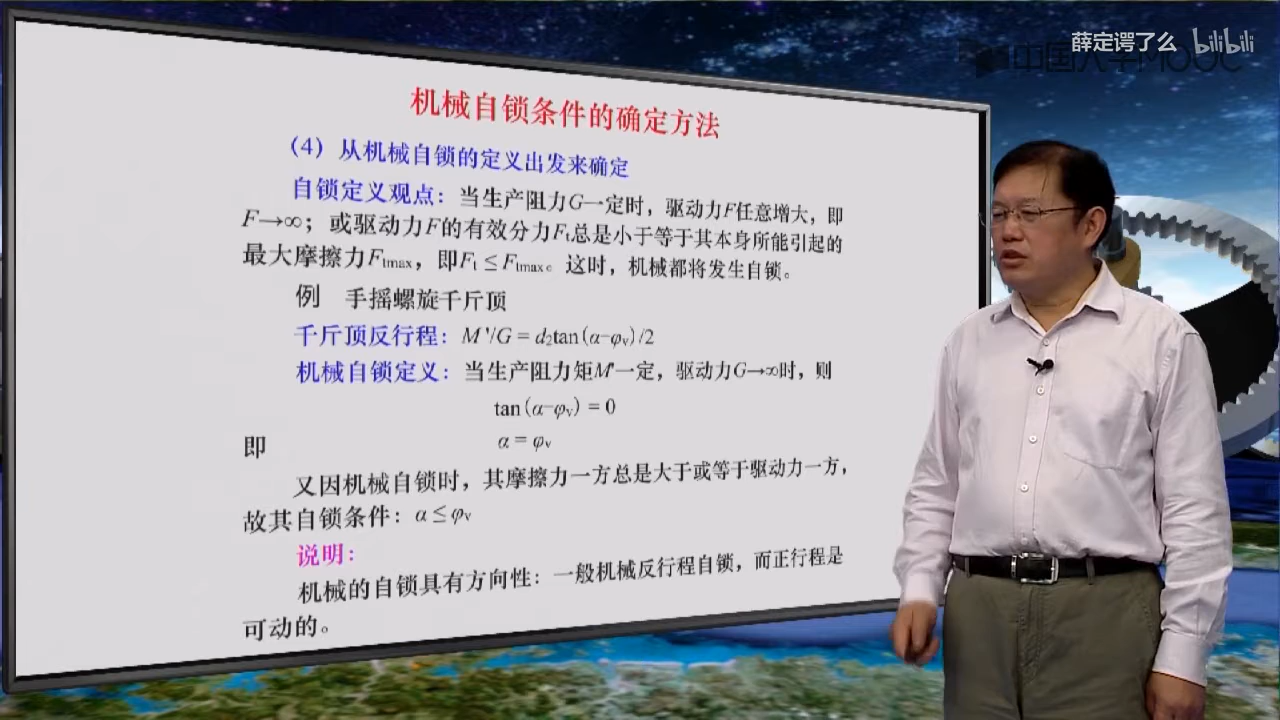 薛定谔了么 bilibili
中国大学MOOC
机械自锁条件的确定方法
（4）从机械自锁的定义出发来确定
自锁定义观点：当生产阻力G一定时，驱动力F任意增大，即
F→∞；或驱动力F的有效分力Ft总是小于等于其本身所能引起的
最大摩擦力Ftmax，即Ft ≤ Ftmax。这时，机械都将发生自锁。
例 手摇螺旋千斤顶
千斤顶反行程：M'/G = d₂tan(α-φv)/2
机械自锁定义：当生产阻力矩M'一定，驱动力G→∞时，则
tan(α-φv) = 0
即 α = φv
又因机械自锁时，其摩擦力一方总是大于或等于驱动力一方，
故其自锁条件：α ≤ φv
说明：
机械的自锁具有方向性：一般机械反行程自锁，而正行程是
可动的。